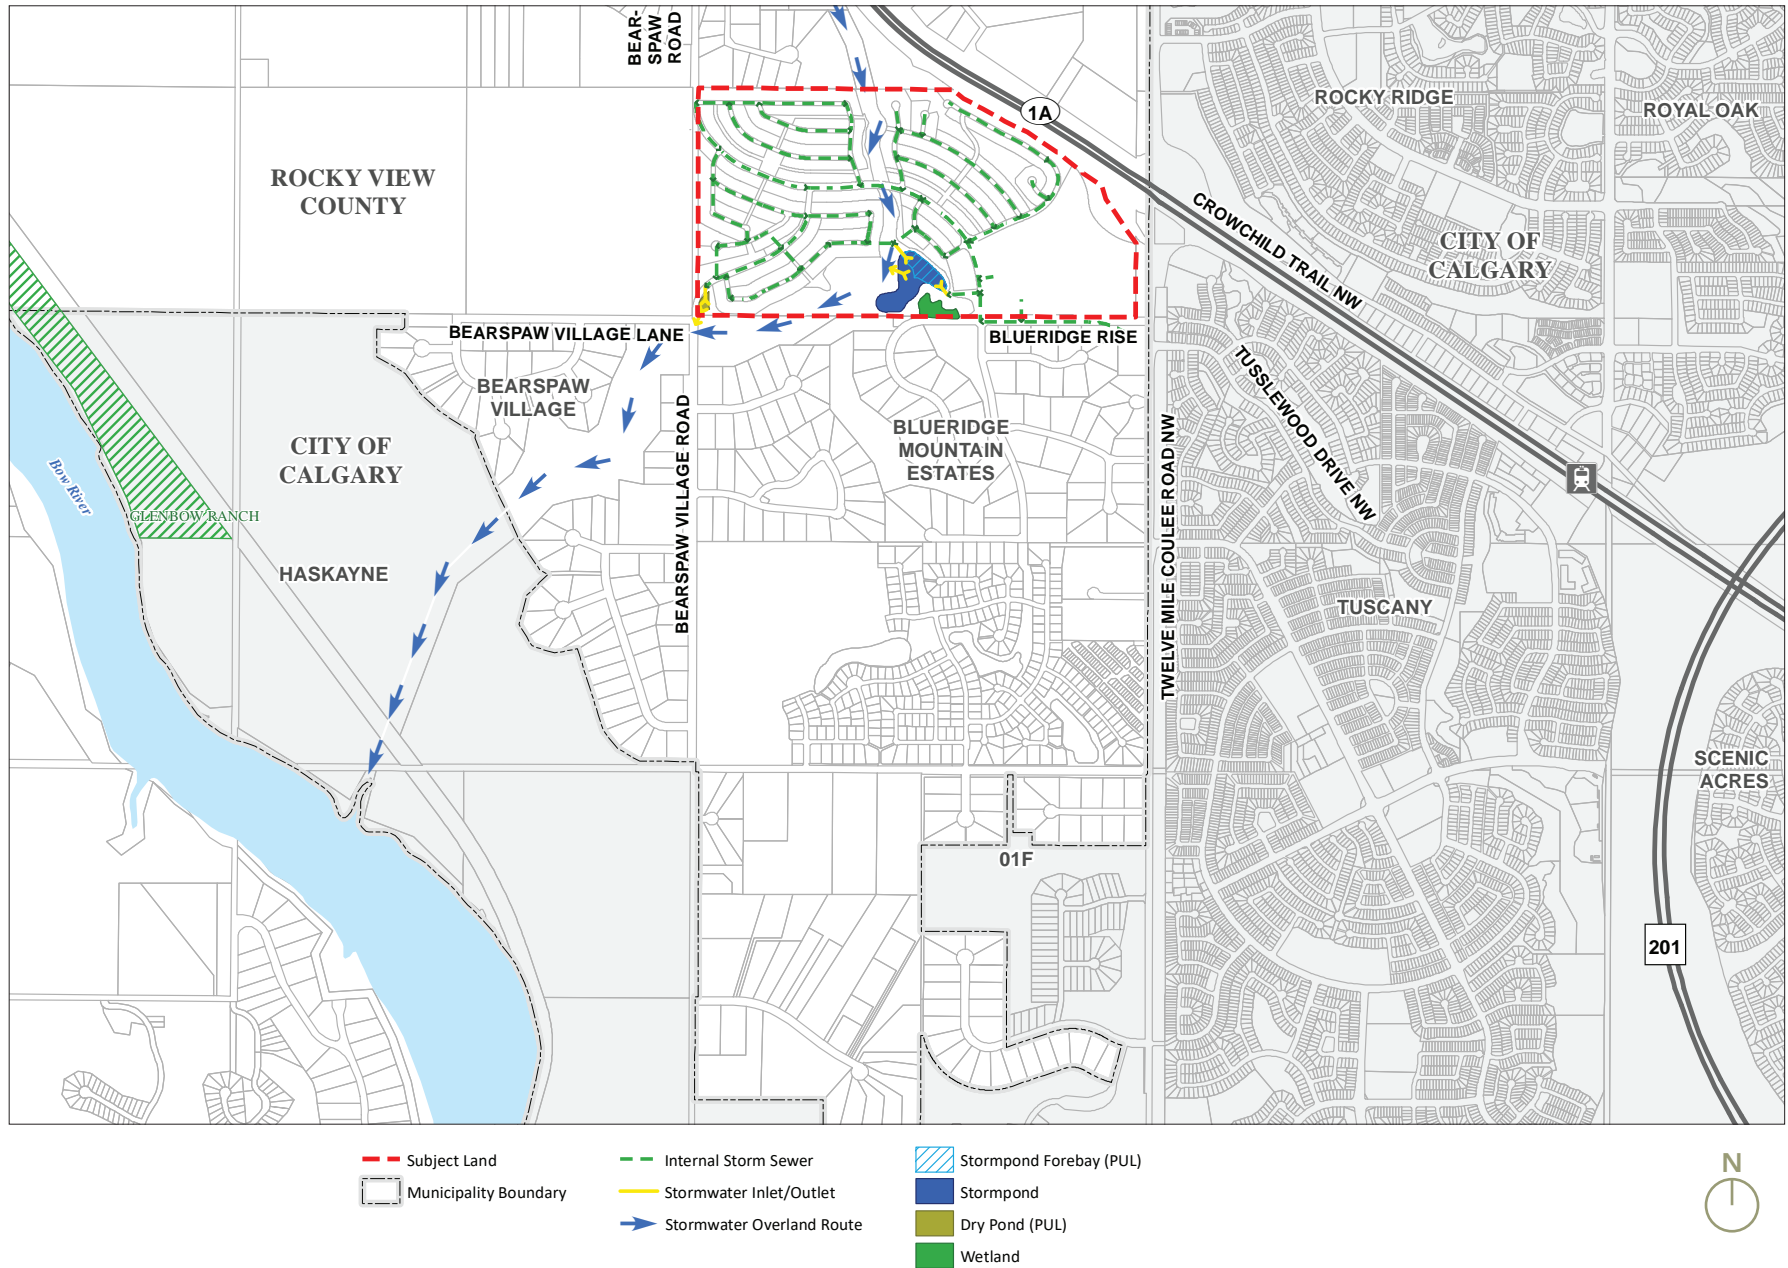 BEAR-
SPAW
ROAD
1A
ROCKY RIDGE
ROYAL OAK
ROCKY VIEW
COUNTY
CROWCHILD TRAIL NW
CITY OF
CALGARY
BEARSPAW VILLAGE LANE
BLUERIDGE RISE
BEARSPAW
VILLAGE
TUSSLEWOOD DRIVE NW
BEARSPAW VILLAGE ROAD
BLUERIDGE
MOUNTAIN
ESTATES
TWELVE MILE COULEE ROAD NW
CITY OF
CALGARY
Bow River
GLENBOW RANCH
HASKAYNE
TUSCANY
SCENIC
ACRES
01F
201
Subject Land
Municipality Boundary
Internal Storm Sewer
Stormwater Inlet/Outlet
Stormwater Overland Route
Stormpond Forebay (PUL)
Stormpond
Dry Pond (PUL)
Wetland
N